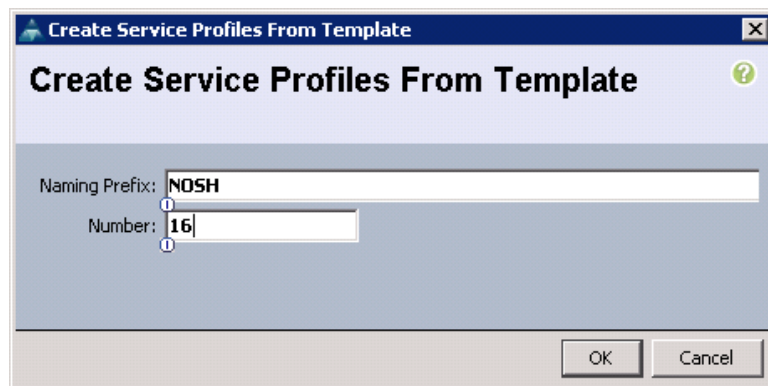 Create Service Profiles From Template
Create Service Profiles From Template
Naming Prefix: NOSH
Number: 16
OK Cancel